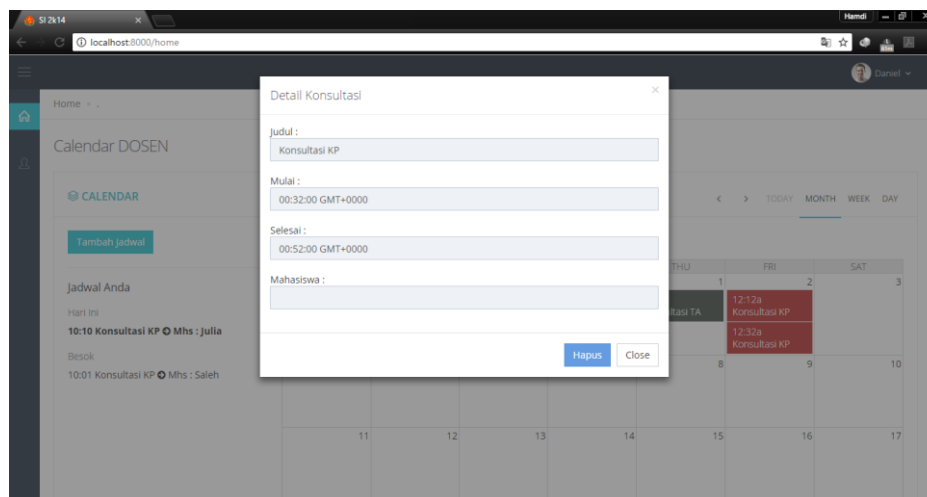 SI 2k14
Hamdi
localhost:8000/home
Daniel
Home
Calendar DOSEN
CALENDAR
TODAY MONTH WEEK DAY
Tambah Jadwal
Jadwal Anda
Hari Ini
10:10 Konsultasi KP Mhs : Julia
Besok
10:01 Konsultasi KP Mhs : Saleh
Detail Konsultasi
×
Judul :
Konsultasi KP
Mulai :
00:32:00 GMT+0000
Selesai :
00:52:00 GMT+0000
Mahasiswa :
Hapus Close
THU FRI SAT
1 2 3
ltasi TA
12:12a
Konsultasi KP
12:32a
Konsultasi KP
8 9 10
11 12 13 14 15 16 17